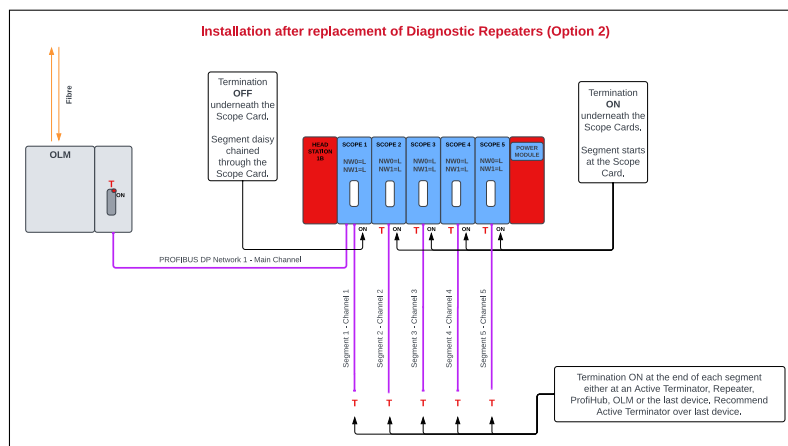 Installation after replacement of Diagnostic Repeaters (Option 2)
Fibre
OLM
T
ON
Termination
OFF
underneath the
Scope Card.
Segment daisy
chained
through the
Scope Card.
HEAD
STATION
1B
SCOPE 1
NW0=L
NW1=L
SCOPE 2
NW0=L
NW1=L
SCOPE 3
NW0=L
NW1=L
SCOPE 4
NW0=L
NW1=L
SCOPE 5
NW0=L
NW1=L
POWER
MODULE
Termination
ON
underneath the
Scope Cards.
Segment starts
at the Scope
Card.
ON
T ON
T ON
T ON
T ON
PROFIBUS DP Network 1 - Main Channel
Segment 1 - Channel 1
Segment 2 - Channel 2
Segment 3 - Channel 3
Segment 4 - Channel 4
Segment 5 - Channel 5
T T T T T
Termination ON at the end of each segment
either at an Active Terminator, Repeater,
ProfiHub, OLM or the last device. Recommend
Active Terminator over last device.